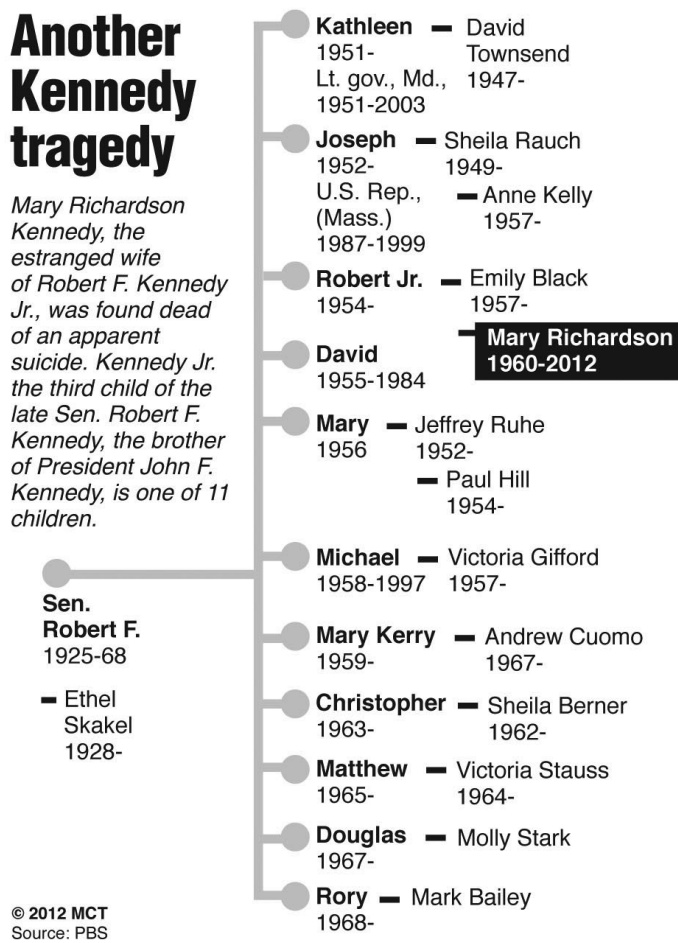 Another
Kennedy
tragedy
Mary Richardson
Kennedy, the
estranged wife
of Robert F. Kennedy
Jr., was found dead
of an apparent
suicide. Kennedy Jr.
the third child of the
late Sen. Robert F.
Kennedy, the brother
of President John F.
Kennedy, is one of 11
children.
Sen.
Robert F.
1925-68
Ethel
Skakel
1928-
Kathleen
1951-
Lt. gov., Md.,
1951-2003
David
Townsend
1947-
Joseph
1952-
U.S. Rep.,
(Mass.)
1987-1999
Sheila Rauch
1949-
Anne Kelly
1957-
Robert Jr.
1954-
Emily Black
1957-
Mary Richardson
1960-2012
David
1955-1984
Mary
1956
Jeffrey Ruhe
1952-
Paul Hill
1954-
Michael
1958-1997
Victoria Gifford
1957-
Mary Kerry
1959-
Andrew Cuomo
1967-
Christopher
1963-
Sheila Berner
1962-
Matthew
1965-
Victoria Stauss
1964-
Douglas
1967-
Molly Stark
Rory
1968-
Mark Bailey
© 2012 MCT
Source: PBS